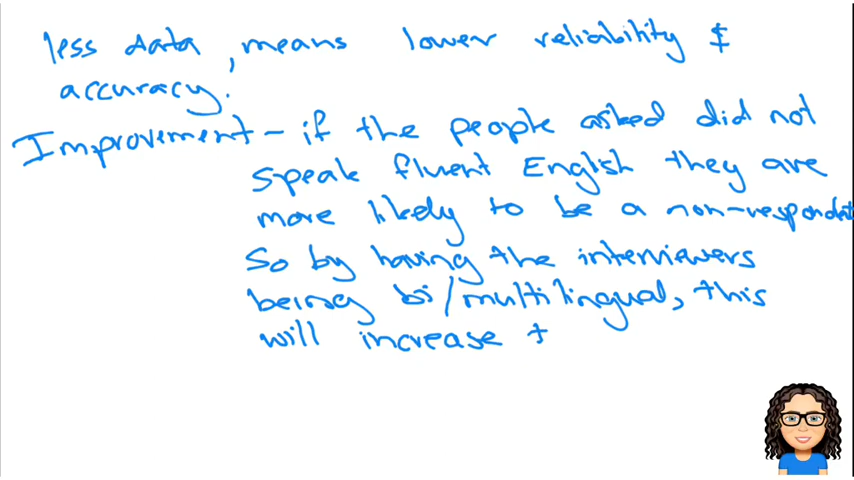 less data, means lower reliability &
accuracy.
Improvement - if the people asked did not
speak fluent English they are
more likely to be a non-respondent
So by having the interviewers
being bi/multilingual, this
will increase t